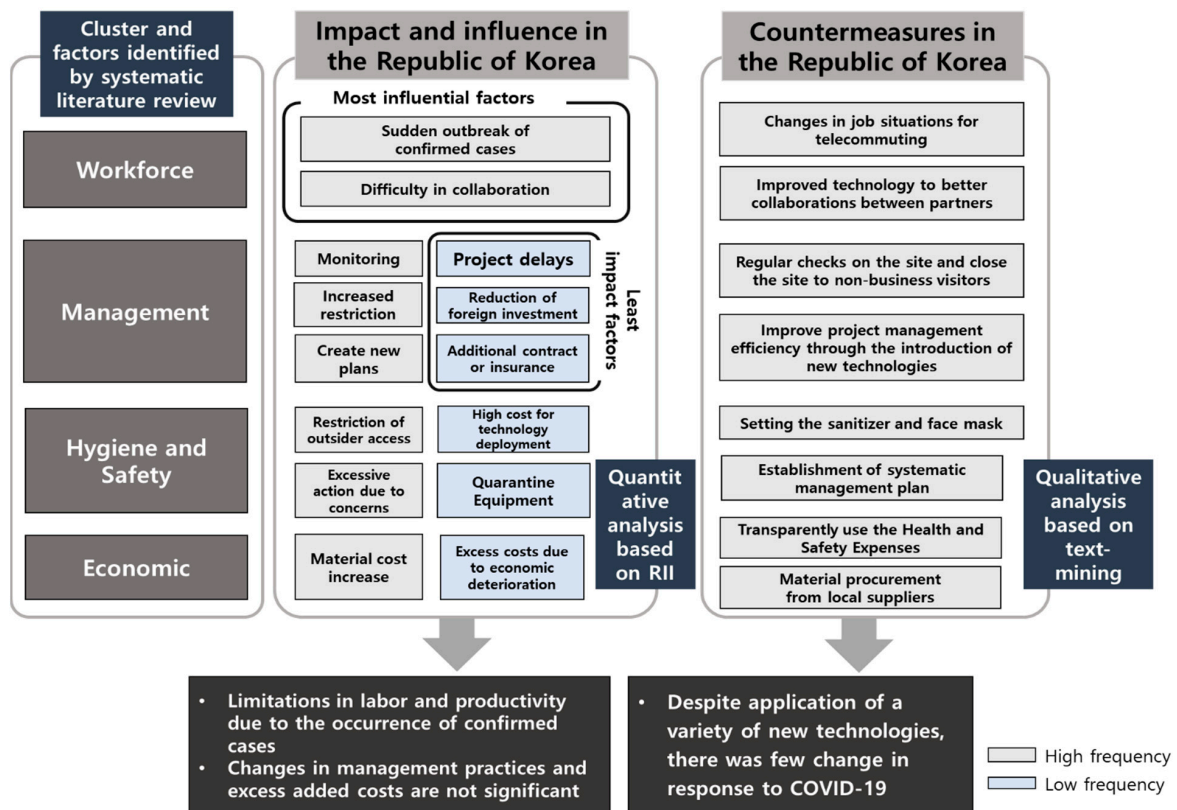 Cluster and
factors identified
by systematic
literature review
Workforce
Management
Hygiene and
Safety
Economic
Impact and influence in
the Republic of Korea
Most influential factors
Sudden outbreak of
confirmed cases
Difficulty in collaboration
Monitoring
Increased
restriction
Create new
plans
Project delays
Reduction of
foreign investment
Additional contract
or insurance
Least
impact factors
Restriction of
outsider access
High cost for
technology
deployment
Excessive
action due to
concerns
Quarantine
Equipment
Material cost
increase
Excess costs due
to economic
deterioration
Quantit
ative
analysis
based
on RII
Countermeasures in
the Republic of Korea
Changes in job situations for
telecommuting
Improved technology to better
collaborations between partners
Regular checks on the site and close
the site to non-business visitors
Improve project management
efficiency through the introduction of
new technologies
Setting the sanitizer and face mask
Establishment of systematic
management plan
Transparently use the Health and
Safety Expenses
Material procurement
from local suppliers
Qualitative
analysis
based on
text-
mining
• Limitations in labor and productivity
due to the occurrence of confirmed
cases
• Changes in management practices and
excess added costs are not significant
• Despite application of a
variety of new technologies,
there was few change in
response to COVID-19
High frequency
Low frequency